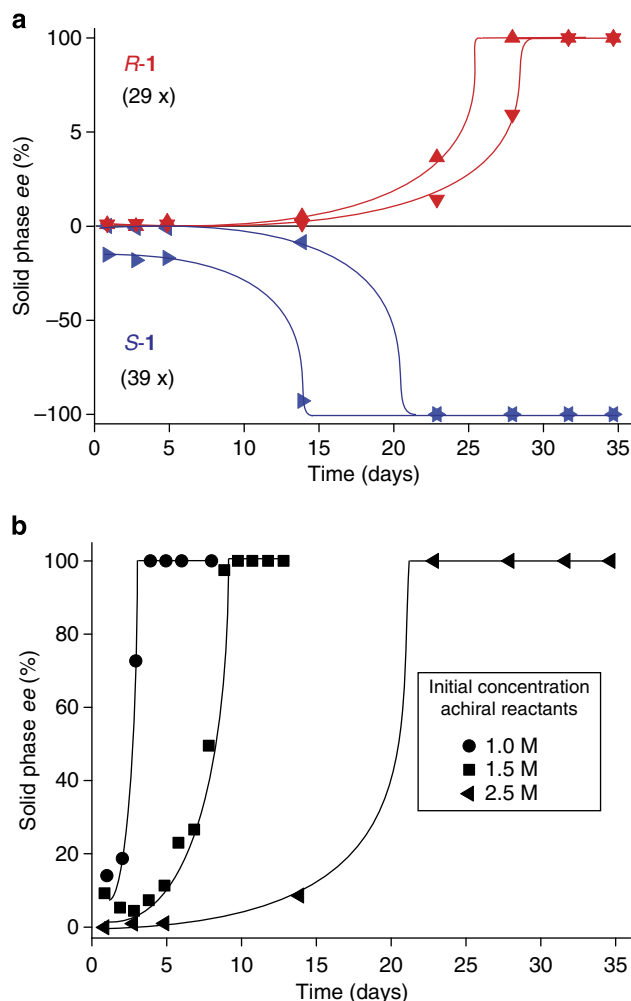 a
100
R-1
(29 x)
5
0
−50
S-1
(39 x)
−100
Solid phase ee (%)
0 5 10 15 20 25 30 35
Time (days)
b
100
80
60
40
20
0
Solid phase ee (%)
Initial concentration
achiral reactants
1.0 M
1.5 M
2.5 M
0 5 10 15 20 25 30 35
Time (days)